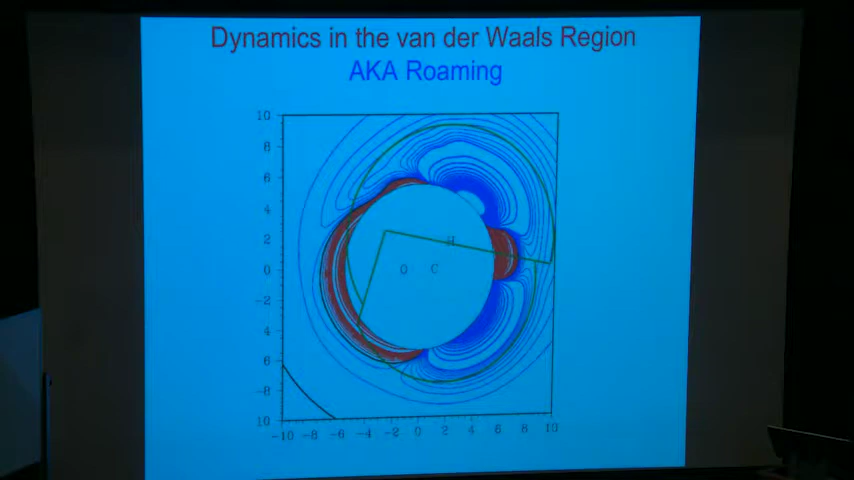 Dynamics in the van der Waals Region
AKA Roaming
10
8
6
4
2
0
−2
4
6
−8
10
H
O C
−10 −8 −6 −4 −2 0 2 4 6 8 10